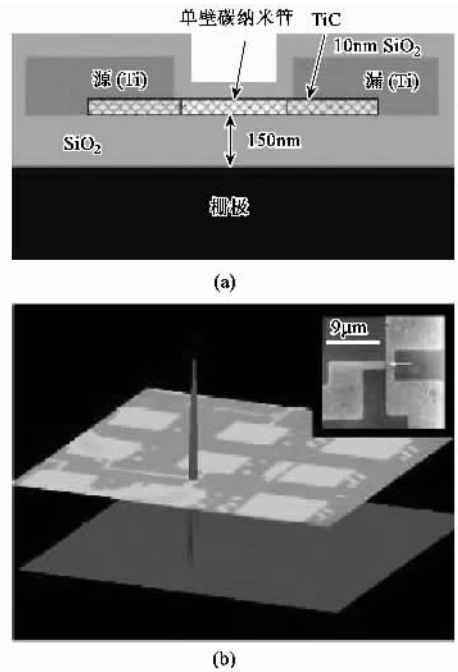 单壁碳纳米管 TiC
10nm SiO₂
源 (Ti)
漏 (Ti)
SiO₂
150nm
栅极
(a)
9μm
(b)